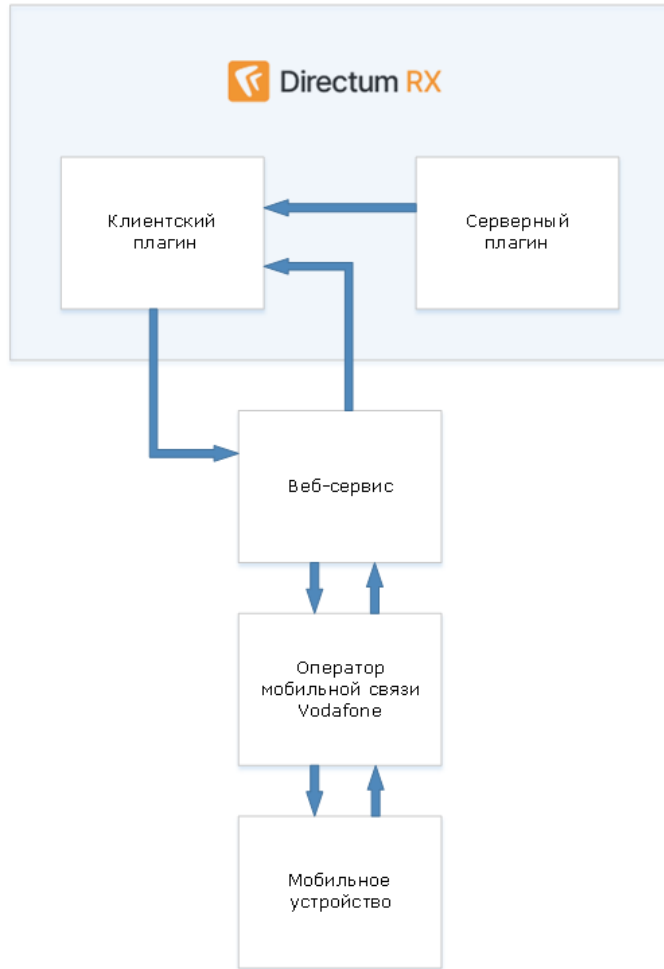 Directum RX
Клиентский
плагин
Серверный
плагин
Веб-сервис
Оператор
мобильной связи
Vodafone
Мобильное
устройство